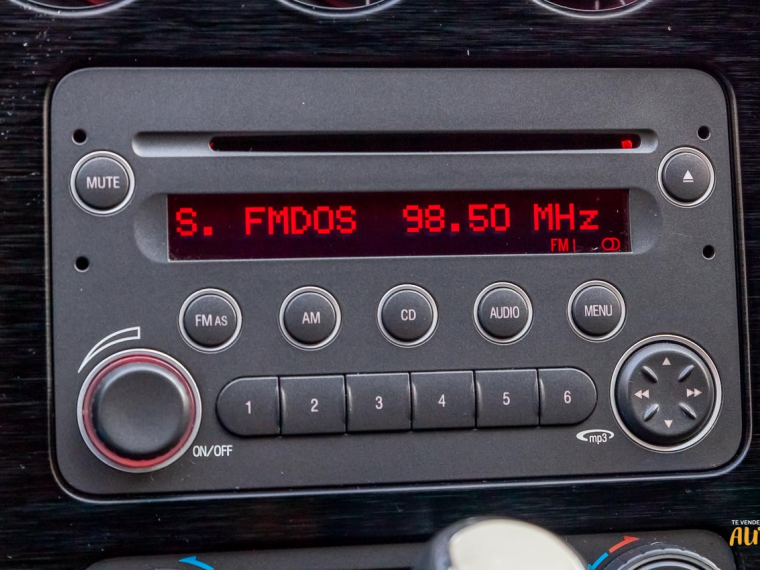 MUTE
S. FMDOS 98.50 MHz
FM I
FM AS
AM
CD
AUDIO
MENU
1 2 3 4 5 6
ON/OFF
mp3